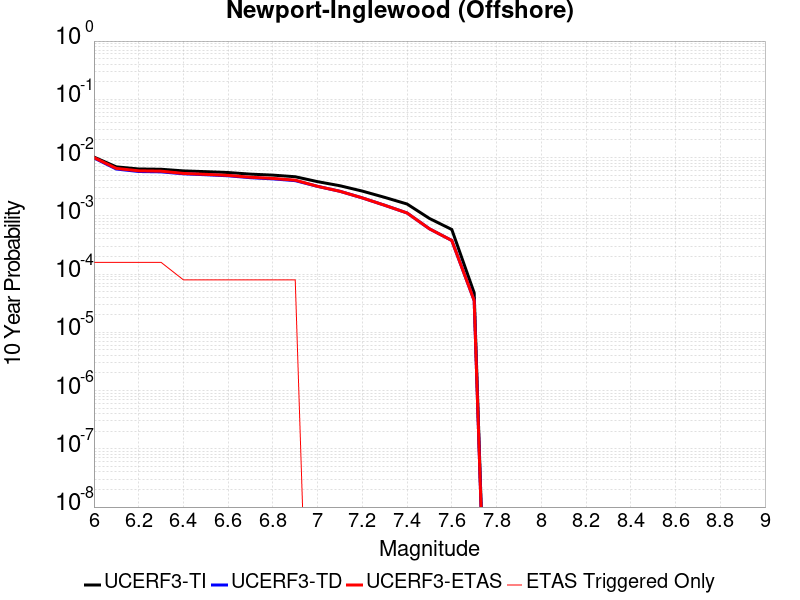 Newport-Inglewood (Offshore)
10^0
10^-1
10^-2
10^-3
10^-4
10^-5
10^-6
10^-7
10^-8
10 Year Probability
6 6.2 6.4 6.6 6.8 7 7.2 7.4 7.6 7.8 8 8.2 8.4 8.6 8.8 9
Magnitude
UCERF3-TI UCERF3-TD UCERF3-ETAS ETAS Triggered Only